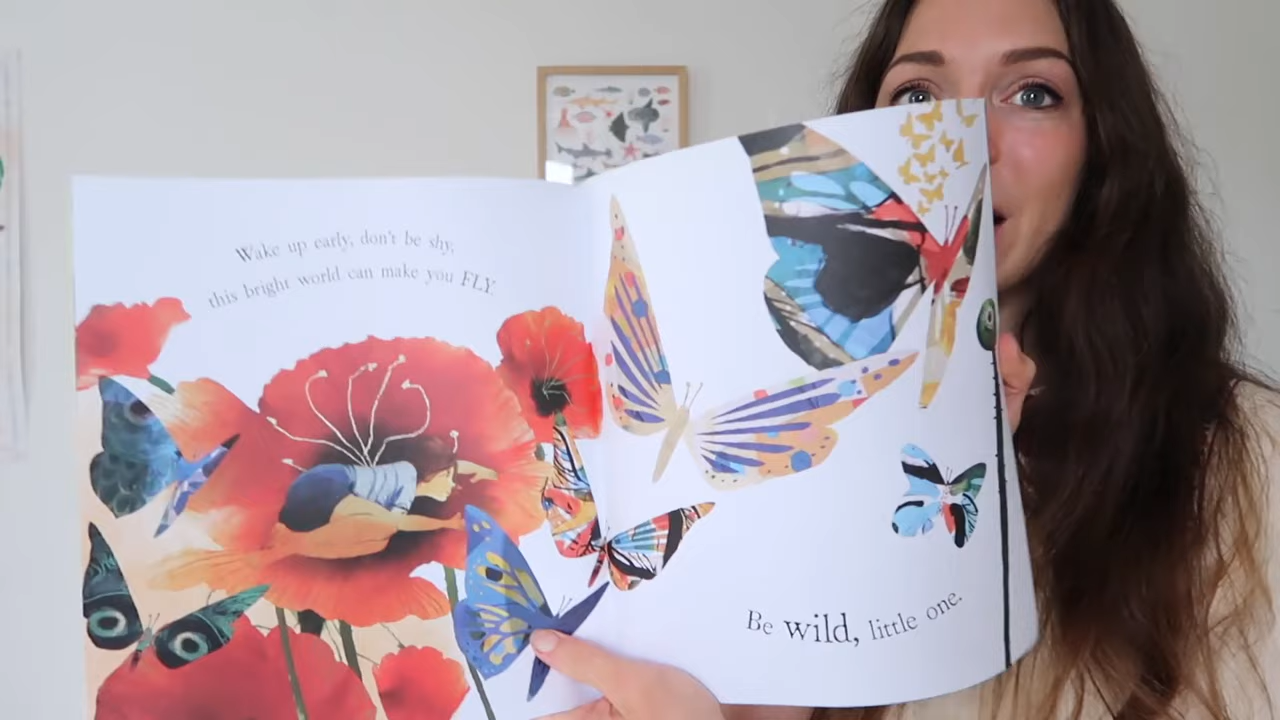 Wake up early, don't be shy,
this bright world can make you FLY.
Be wild, little one.